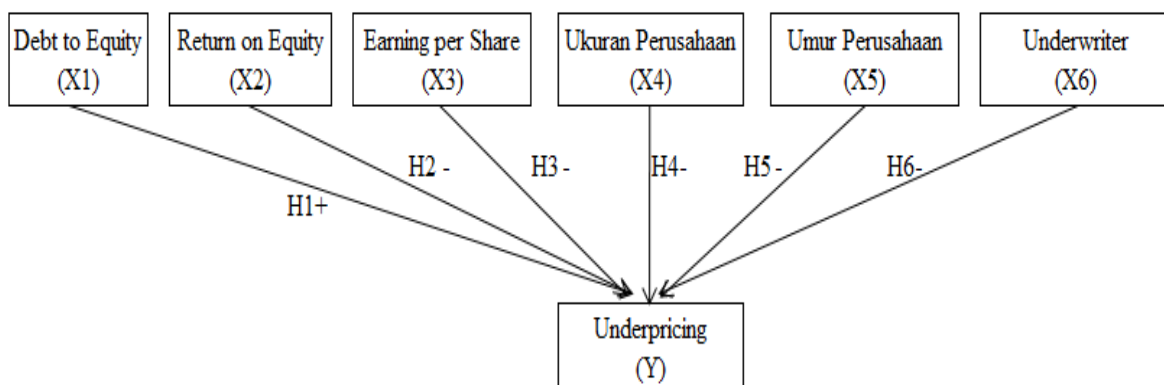 Debt to Equity
(X1)
Return on Equity
(X2)
Earning per Share
(X3)
Ukuran Perusahaan
(X4)
Umur Perusahaan
(X5)
Underwriter
(X6)
H1+
H2 -
H3 -
H4-
H5 -
H6-
Underpricing
(Y)